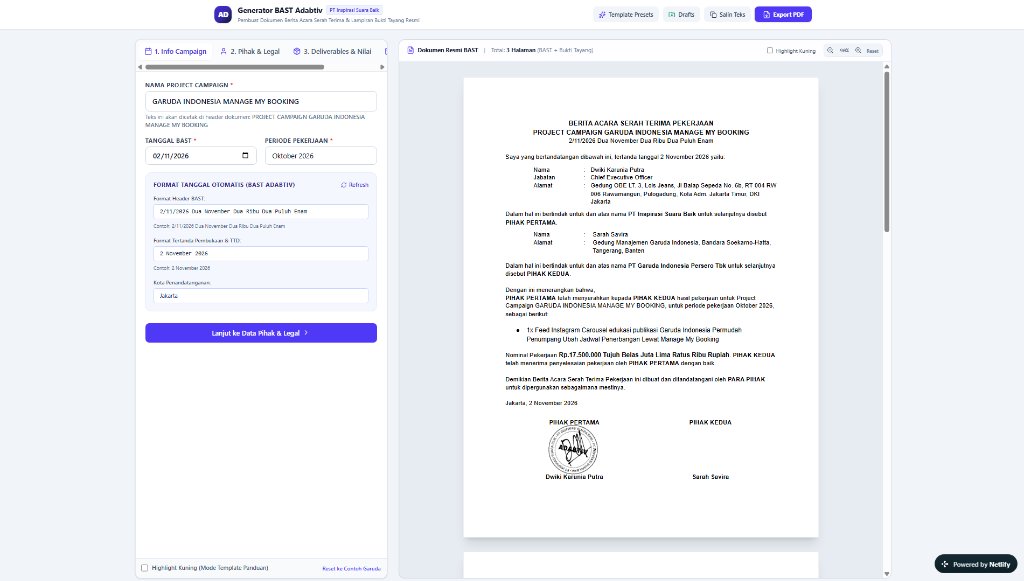 AD
Generator BAST Adabtiv PT Inspirasi Suara Baik
Pembuat Dokumen Berita Acara Serah Terima & Lampiran Bukti Tayang Resmi
Template Presets
Drafts
Salin Teks
Export PDF
1. Info Campaign
2. Pihak & Legal
3. Deliverables & Nilai
NAMA PROJECT CAMPAIGN *
GARUDA INDONESIA MANAGE MY BOOKING
Teks ini akan dicetak di header dokumen PROJECT CAMPAIGN GARUDA INDONESIA
MANAGE MY BOOKING
TANGGAL BAST *
02/11/2026
PERIODE PEKERJAAN *
Oktober 2026
FORMAT TANGGAL OTOMATIS (BAST ADABTIV)
Refresh
Format Header BAST:
2/11/2026 Dua November Dua Ribu Dua Puluh Enam
Contoh: 2/11/2026 Dua November Dua Ribu Dua Puluh Enam
Format Tertanda Pembukaan & TTD:
2 November 2026
Contoh: 2 November 2026
Kota Penandatanganan:
Jakarta
Lanjut ke Data Pihak & Legal
Highlight Kuning (Mode Template Panduan)
Reset ke Contoh Garuda
Dokumen Resmi BAST | Total: 3 Halaman (BAST + Bukti Tayang)
Highlight Kuning
Reset
BERITA ACARA SERAH TERIMA PEKERJAAN
PROJECT CAMPAIGN GARUDA INDONESIA MANAGE MY BOOKING
2/11/2026 Dua November Dua Ribu Dua Puluh Enam
Saya yang bertandatangan dibawah ini, tertanda tanggal 2 November 2026 yaitu:
Nama : Dwiki Karunia Putra
Jabatan : Chief Executive Officer
Alamat : Gedung OBE LT. 3, Lois Jeans, Jl Balap Sepeda No. 6b, RT 004 RW
006 Rawamangun, Pulogadung, Kota Adm. Jakarta Timur, DKI
Jakarta
Dalam hal ini bertindak untuk dan atas nama PT Inspirasi Suara Baik untuk selanjutnya disebut
PIHAK PERTAMA.
Nama : Sarah Savira
Alamat : Gedung Manajemen Garuda Indonesia, Bandara Soekarno-Hatta,
Tangerang, Banten
Dalam hal ini bertindak untuk dan atas nama PT Garuda Indonesia Persero Tbk untuk selanjutnya
disebut PIHAK KEDUA.
Dengan ini menerangkan bahwa,
PIHAK PERTAMA telah menyerahkan kepada PIHAK KEDUA hasil pekerjaan untuk Project
Campaign GARUDA INDONESIA MANAGE MY BOOKING, untuk periode pekerjaan Oktober 2026,
sebagai berikut:
● 1x Feed Instagram Carousel edukasi publikasi Garuda Indonesia Permudah
Penumpang Ubah Jadwal Penerbangan Lewat Manage My Booking
Nominal Pekerjaan Rp.17.500.000 Tujuh Belas Juta Lima Ratus Ribu Rupiah. PIHAK KEDUA
telah menerima penyelesaian pekerjaan oleh PIHAK PERTAMA dengan baik.
Demikian Berita Acara Serah Terima Pekerjaan ini dibuat dan ditandatangani oleh PARA PIHAK
untuk dipergunakan sebagaimana mestinya.
Jakarta, 2 November 2026
PIHAK PERTAMA
PIHAK KEDUA
ADABTIV
Dwiki Karunia Putra
Sarah Savira
Powered by Netlify